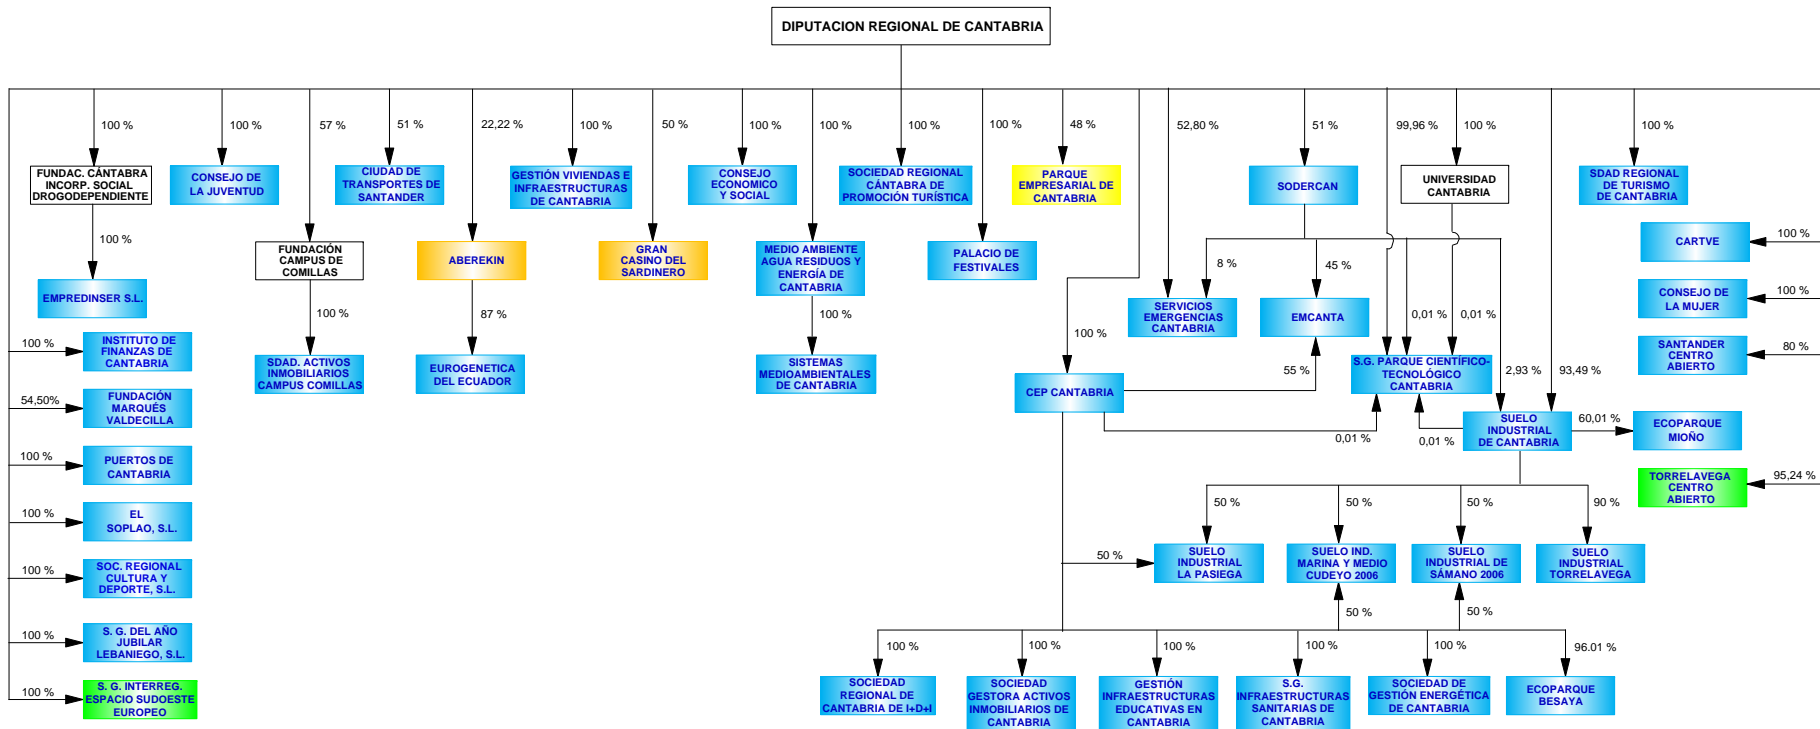 DIPUTACION REGIONAL DE CANTABRIA
100 %
100 %
57 %
51 %
22,22 %
100 %
50 %
100 %
100 %
100 %
100 %
48 %
52,80 %
51 %
99,96 %
100 %
100 %
FUNDAC. CÁNTABRA
INCORP. SOCIAL
DROGODEPENDIENTE
CONSEJO DE
LA JUVENTUD
CIUDAD DE
TRANSPORTES DE
SANTANDER
GESTIÓN VIVIENDAS E
INFRAESTRUCTURAS
DE CANTABRIA
CONSEJO
ECONOMICO
Y SOCIAL
SOCIEDAD REGIONAL
CÁNTABRA DE
PROMOCIÓN TURÍSTICA
PARQUE
EMPRESARIAL DE
CANTABRIA
SODERCAN
UNIVERSIDAD
CANTABRIA
SDAD REGIONAL
DE TURISMO
DE CANTABRIA
100 %
FUNDACIÓN
CAMPUS DE
COMILLAS
ABEREKIN
GRAN
CASINO DEL
SARDINERO
MEDIO AMBIENTE
AGUA RESIDUOS Y
ENERGÍA DE
CANTABRIA
PALACIO DE
FESTIVALES
8 %
45 %
CARTVE
100 %
EMPREDINSER S.L.
SERVICIOS
EMERGENCIAS
CANTABRIA
EMCANTA
CONSEJO DE
LA MUJER
100 %
100 %
87 %
100 %
100 %
0,01 %
0,01 %
100 %
INSTITUTO DE
FINANZAS DE
CANTABRIA
SDAD. ACTIVOS
INMOBILIARIOS
CAMPUS COMILLAS
EUROGENETICA
DEL ECUADOR
SISTEMAS
MEDIOAMBIENTALES
DE CANTABRIA
55 %
S.G. PARQUE CIENTÍFICO-
TECNOLÓGICO
CANTABRIA
2,93 %
93,49 %
SANTANDER
CENTRO
ABIERTO
80 %
CEP CANTABRIA
54,50%
FUNDACIÓN
MARQUÉS
VALDECILLA
0,01 %
0,01 %
SUELO
INDUSTRIAL
DE CANTABRIA
60,01 %
ECOPARQUE
MIOÑO
100 %
PUERTOS DE
CANTABRIA
TORRELAVEGA
CENTRO
ABIERTO
95,24 %
50 %
50 %
50 %
90 %
100 %
EL
SOPLAO, S.L.
50 %
SUELO
INDUSTRIAL
LA PASIEGA
SUELO IND.
MARINA Y MEDIO
CUDEYO 2006
SUELO
INDUSTRIAL DE
SÁMANO 2006
SUELO
INDUSTRIAL
TORRELAVEGA
100 %
SOC. REGIONAL
CULTURA Y
DEPORTE, S.L.
50 %
50 %
100 %
S. G. DEL AÑO
JUBILAR
LEBANIEGO, S.L.
100 %
100 %
100 %
100 %
100 %
96.01 %
100 %
S. G. INTERREG.
ESPACIO SUDOESTE
EUROPEO
SOCIEDAD
REGIONAL DE
CANTABRIA DE I+D+I
SOCIEDAD
GESTORA ACTIVOS
INMOBILIARIOS DE
CANTABRIA
GESTIÓN
INFRAESTRUCTURAS
EDUCATIVAS EN
CANTABRIA
S.G.
INFRAESTRUCTURAS
SANITARIAS DE
CANTABRIA
SOCIEDAD DE
GESTIÓN ENERGÉTICA
DE CANTABRIA
ECOPARQUE
BESAYA